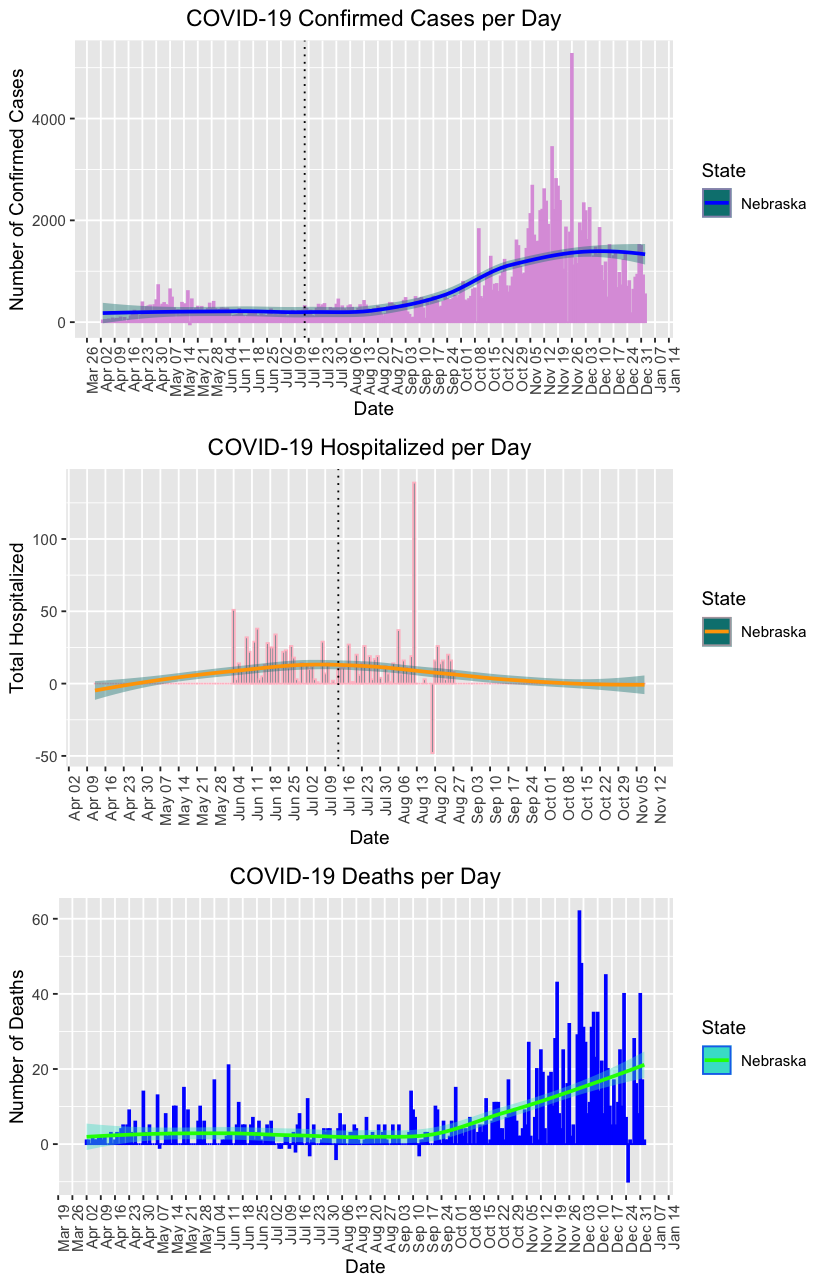 COVID-19 Confirmed Cases per Day
Number of Confirmed Cases
4000
2000
0
Mar 26
Apr 02
Apr 09
Apr 16
Apr 23
Apr 30
May 07
May 14
May 21
May 28
Jun 04
Jun 11
Jun 18
Jun 25
Jul 02
Jul 09
Jul 16
Jul 23
Jul 30
Aug 06
Aug 13
Aug 20
Aug 27
Sep 03
Sep 10
Sep 17
Sep 24
Oct 01
Oct 08
Oct 15
Oct 22
Oct 29
Nov 05
Nov 12
Nov 19
Nov 26
Dec 03
Dec 10
Dec 17
Dec 24
Dec 31
Jan 07
Jan 14
Date
State
Nebraska
COVID-19 Hospitalized per Day
Total Hospitalized
100
50
0
-50
Apr 02
Apr 09
Apr 16
Apr 23
Apr 30
May 07
May 14
May 21
May 28
Jun 04
Jun 11
Jun 18
Jun 25
Jul 02
Jul 09
Jul 16
Jul 23
Jul 30
Aug 06
Aug 13
Aug 20
Aug 27
Sep 03
Sep 10
Sep 17
Sep 24
Oct 01
Oct 08
Oct 15
Oct 22
Oct 29
Nov 05
Nov 12
Date
State
Nebraska
COVID-19 Deaths per Day
Number of Deaths
60
40
20
0
Mar 19
Mar 26
Apr 02
Apr 09
Apr 16
Apr 23
Apr 30
May 07
May 14
May 21
May 28
Jun 04
Jun 11
Jun 18
Jun 25
Jul 02
Jul 09
Jul 16
Jul 23
Jul 30
Aug 06
Aug 13
Aug 20
Aug 27
Sep 03
Sep 10
Sep 17
Sep 24
Oct 01
Oct 08
Oct 15
Oct 22
Oct 29
Nov 05
Nov 12
Nov 19
Nov 26
Dec 03
Dec 10
Dec 17
Dec 24
Dec 31
Jan 07
Jan 14
Date
State
Nebraska